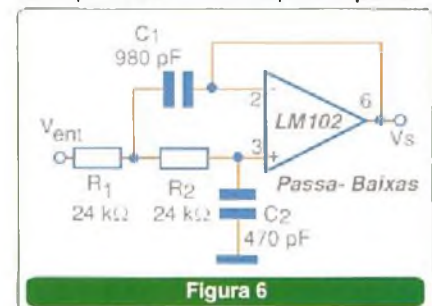 C1
980 pF
2
6
LM102
Vent
3
Vs
R1
R2
Passa- Baixas
24 kΩ
24 kΩ
C2
470 pF
Figura 6